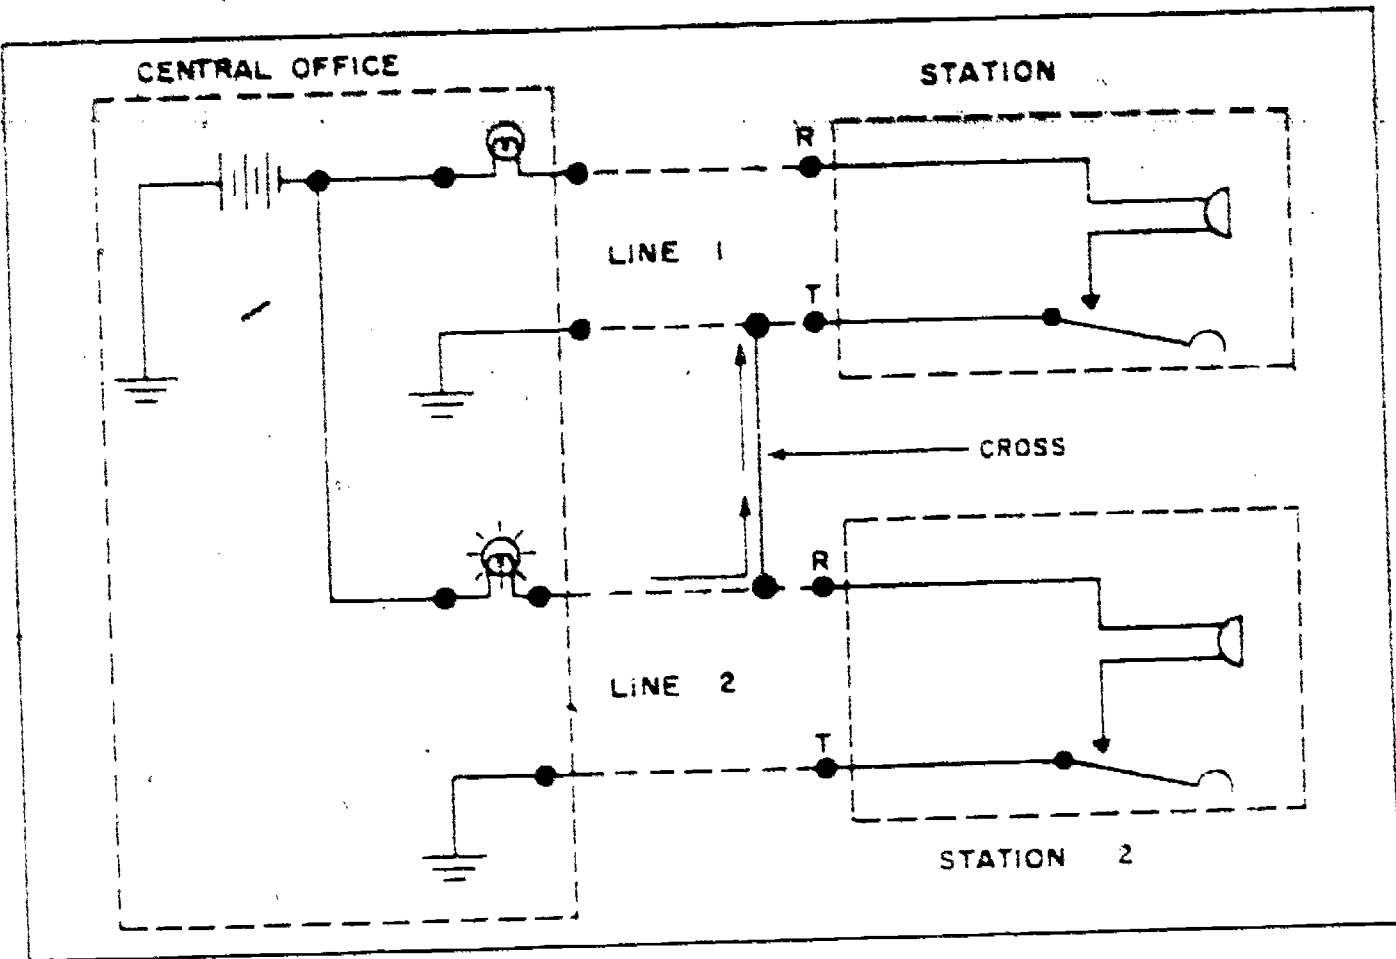 CENTRAL OFFICE
STATION
R
LINE 1
T
CROSS
R
LINE 2
T
STATION 2